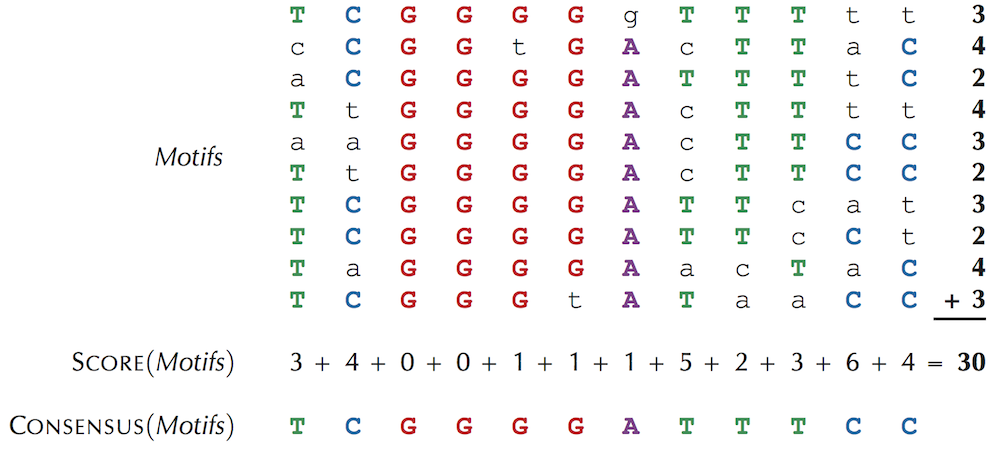 T C G G G G g T T T t t 3
c C G G t G A c T T a C 4
a C G G G G A T T T t C 2
T t G G G G A c T T t t 4
Motifs a a G G G G A c T T C C 3
T t G G G G A c T T C C 2
T C G G G G A T T c a t 3
T C G G G G A T T c C t 2
T a G G G G A a c T a C 4
T C G G G t A T a a C C + 3
SCORE(Motifs) 3 + 4 + 0 + 0 + 1 + 1 + 1 + 5 + 2 + 3 + 6 + 4 = 30
CONSENSUS(Motifs) T C G G G G A T T T C C